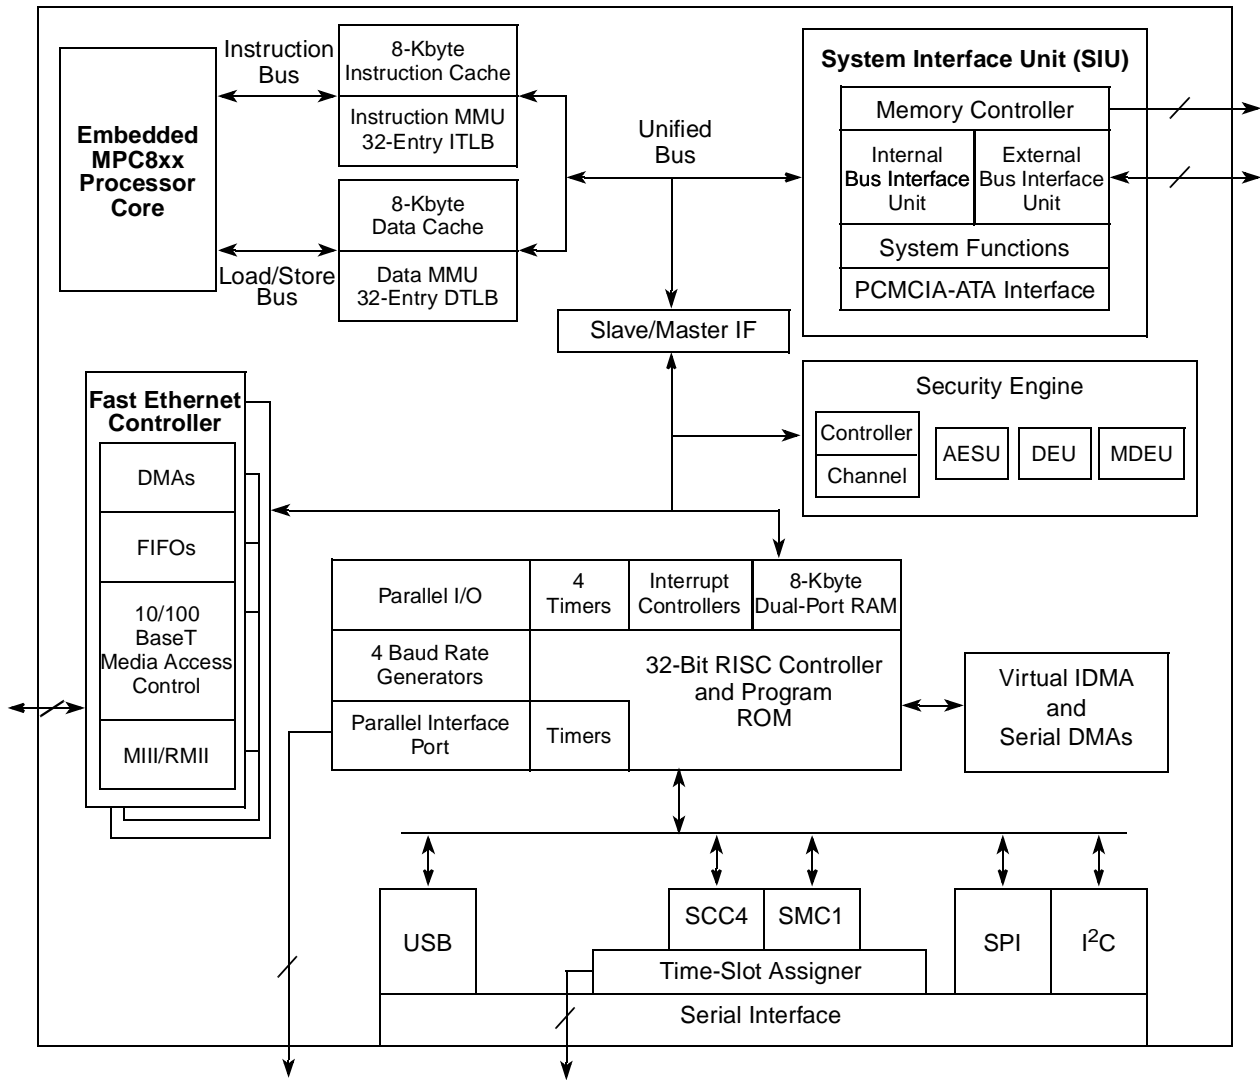 Instruction
Bus
8-Kbyte
Instruction Cache
Instruction MMU
32-Entry ITLB
Embedded
MPC8xx
Processor
Core
8-Kbyte
Data Cache
Data MMU
32-Entry DTLB
Load/Store
Bus
Unified
Bus
System Interface Unit (SIU)
Memory Controller
Internal
Bus Interface
Unit
External
Bus Interface
Unit
System Functions
PCMCIA-ATA Interface
Slave/Master IF
Security Engine
Controller
Channel
AESU
DEU
MDEU
Fast Ethernet
Controller
DMAs
FIFOs
10/100
BaseT
Media Access
Control
MIII/RMII
Parallel I/O
4
Timers
Interrupt
Controllers
8-Kbyte
Dual-Port RAM
4 Baud Rate
Generators
32-Bit RISC Controller
and Program
ROM
Parallel Interface
Port
Timers
Virtual IDMA
and
Serial DMAs
USB
SCC4
SMC1
SPI
I2C
Time-Slot Assigner
Serial Interface